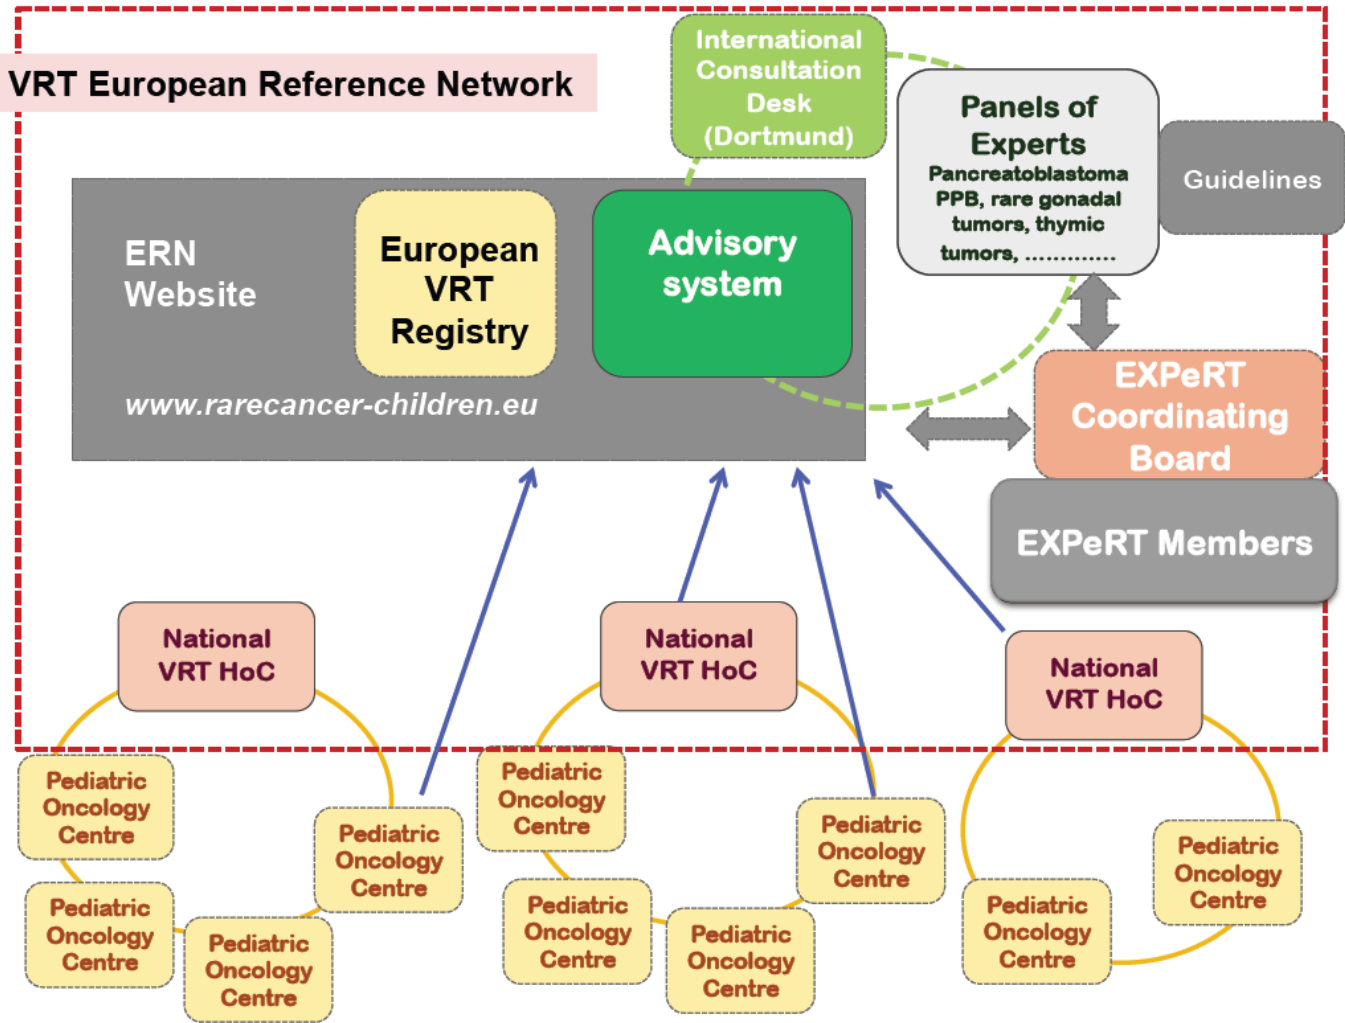 VRT European Reference Network
International
Consultation
Desk
(Dortmund)
Panels of
Experts
Pancreatoblastoma
PPB, rare gonadal
tumors, thymic
tumors, .............
Guidelines
ERN
Website
www.rarecancer-children.eu
European
VRT
Registry
Advisory
system
EXPeRT
Coordinating
Board
EXPeRT Members
National
VRT HoC
National
VRT HoC
National
VRT HoC
Pediatric
Oncology
Centre
Pediatric
Oncology
Centre
Pediatric
Oncology
Centre
Pediatric
Oncology
Centre
Pediatric
Oncology
Centre
Pediatric
Oncology
Centre
Pediatric
Oncology
Centre
Pediatric
Oncology
Centre
Pediatric
Oncology
Centre
Pediatric
Oncology
Centre